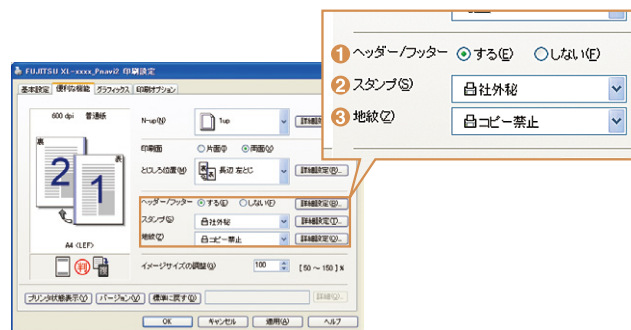 FUJITSU XL-xxxx_Pnavi2 印刷設定
基本設定 便利な機能 グラフィックス 印刷オプション
600 dpi 普通紙
表
裏
2 1
A4 (LEF)
N-up(N) 1up
印刷面 片面 両面
とじしろ位置(W) 長辺 左とじ 詳細設定(R)...
ヘッダー/フッター する(E) しない(F) 詳細設定
スタンプ(S) 社外秘 詳細設定
地紋(Z) コピー禁止 詳細設定
イメージサイズの調整 100 [50 ~ 150] %
判
プリンタ状態表示(Y) バージョン(V) 標準に戻す(D) 詳細(Q)...
OK キャンセル 適用(A) ヘルプ
1 ヘッダー/フッター する(E) しない(F)
2 スタンプ(S) 社外秘
3 地紋(Z) コピー禁止